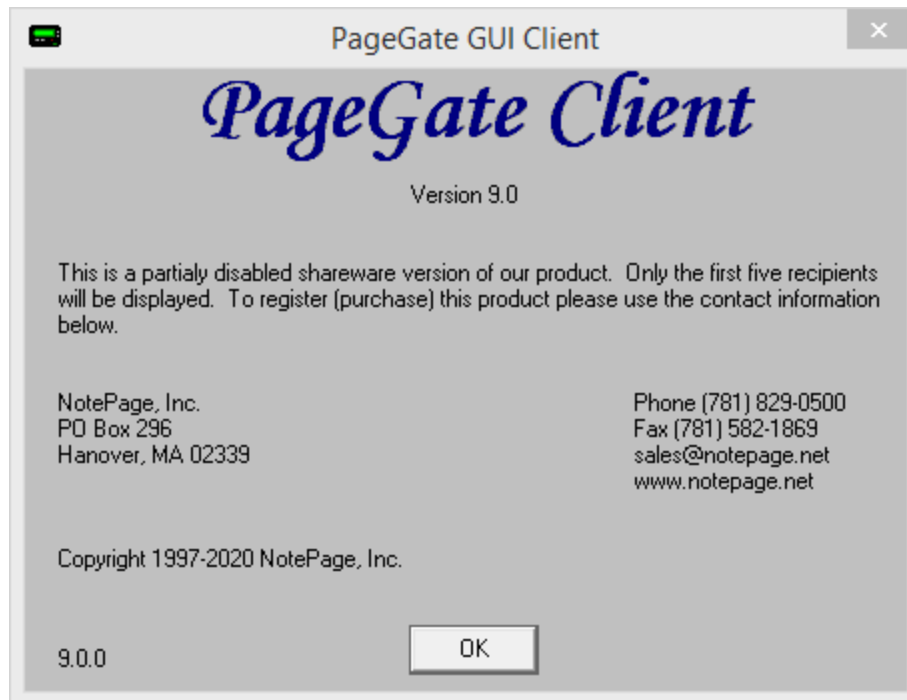 PageGate GUI Client
PageGate Client
Version 9.0
This is a partialy disabled shareware version of our product.  Only the first five recipients
will be displayed.  To register (purchase) this product please use the contact information
below.
NotePage, Inc.
PO Box 296
Hanover, MA 02339
Phone (781) 829-0500
Fax (781) 582-1869
sales@notepage.net
www.notepage.net
Copyright 1997-2020 NotePage, Inc.
9.0.0
OK